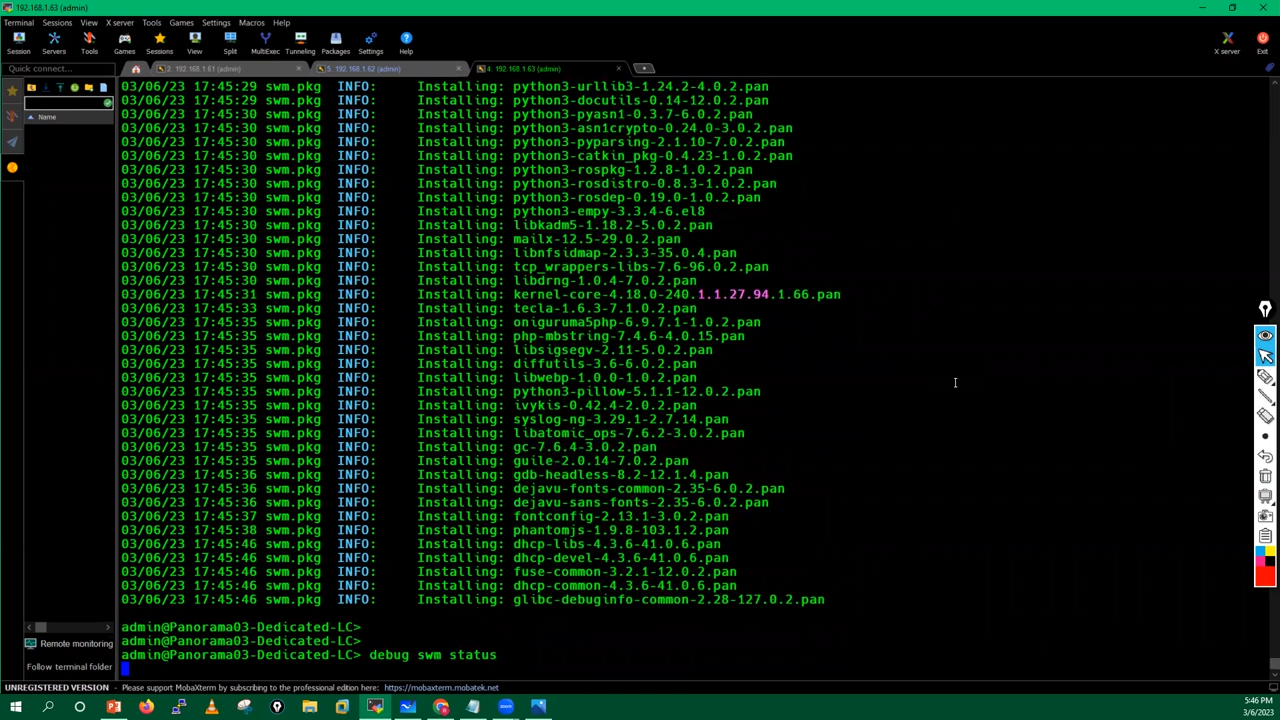 192.168.1.63 (admin)
Terminal Sessions View X server Tools Games Settings Macros Help
Session Servers Tools Games Sessions View Split MultiExec Tunneling Packages Settings Help X server Exit
Quick connect...
2. 192.168.1.61 (admin)
5. 192.168.1.62 (admin)
4. 192.168.1.63 (admin)
Name
03/06/23 17:45:29 swm.pkg INFO: Installing: python3-urllib3-1.24.2-4.0.2.pan
03/06/23 17:45:29 swm.pkg INFO: Installing: python3-docutils-0.14-12.0.2.pan
03/06/23 17:45:30 swm.pkg INFO: Installing: python3-pyasn1-0.3.7-6.0.2.pan
03/06/23 17:45:30 swm.pkg INFO: Installing: python3-asn1crypto-0.24.0-3.0.2.pan
03/06/23 17:45:30 swm.pkg INFO: Installing: python3-pyparsing-2.1.10-7.0.2.pan
03/06/23 17:45:30 swm.pkg INFO: Installing: python3-catkin_pkg-0.4.23-1.0.2.pan
03/06/23 17:45:30 swm.pkg INFO: Installing: python3-rospkg-1.2.8-1.0.2.pan
03/06/23 17:45:30 swm.pkg INFO: Installing: python3-rosdistro-0.8.3-1.0.2.pan
03/06/23 17:45:30 swm.pkg INFO: Installing: python3-rosdep-0.19.0-1.0.2.pan
03/06/23 17:45:30 swm.pkg INFO: Installing: python3-empy-3.3.4-6.el8
03/06/23 17:45:30 swm.pkg INFO: Installing: libkadm5-1.18.2-5.0.2.pan
03/06/23 17:45:30 swm.pkg INFO: Installing: mailx-12.5-29.0.2.pan
03/06/23 17:45:30 swm.pkg INFO: Installing: libnfsidmap-2.3.3-35.0.4.pan
03/06/23 17:45:30 swm.pkg INFO: Installing: tcp_wrappers-libs-7.6-96.0.2.pan
03/06/23 17:45:30 swm.pkg INFO: Installing: libdrng-1.0.4-7.0.2.pan
03/06/23 17:45:31 swm.pkg INFO: Installing: kernel-core-4.18.0-240.1.1.27.94.1.66.pan
03/06/23 17:45:33 swm.pkg INFO: Installing: tecla-1.6.3-7.1.0.2.pan
03/06/23 17:45:35 swm.pkg INFO: Installing: oniguruma5php-6.9.7.1-1.0.2.pan
03/06/23 17:45:35 swm.pkg INFO: Installing: php-mbstring-7.4.6-4.0.15.pan
03/06/23 17:45:35 swm.pkg INFO: Installing: libsigsegv-2.11-5.0.2.pan
03/06/23 17:45:35 swm.pkg INFO: Installing: diffutils-3.6-6.0.2.pan
03/06/23 17:45:35 swm.pkg INFO: Installing: libwebp-1.0.0-1.0.2.pan
03/06/23 17:45:35 swm.pkg INFO: Installing: python3-pillow-5.1.1-12.0.2.pan
03/06/23 17:45:35 swm.pkg INFO: Installing: ivykis-0.42.4-2.0.2.pan
03/06/23 17:45:35 swm.pkg INFO: Installing: syslog-ng-3.29.1-2.7.14.pan
03/06/23 17:45:35 swm.pkg INFO: Installing: libatomic_ops-7.6.2-3.0.2.pan
03/06/23 17:45:35 swm.pkg INFO: Installing: gc-7.6.4-3.0.2.pan
03/06/23 17:45:35 swm.pkg INFO: Installing: guile-2.0.14-7.0.2.pan
03/06/23 17:45:36 swm.pkg INFO: Installing: gdb-headless-8.2-12.1.4.pan
03/06/23 17:45:36 swm.pkg INFO: Installing: dejavu-fonts-common-2.35-6.0.2.pan
03/06/23 17:45:36 swm.pkg INFO: Installing: dejavu-sans-fonts-2.35-6.0.2.pan
03/06/23 17:45:37 swm.pkg INFO: Installing: fontconfig-2.13.1-3.0.2.pan
03/06/23 17:45:38 swm.pkg INFO: Installing: phantomjs-1.9.8-103.1.2.pan
03/06/23 17:45:46 swm.pkg INFO: Installing: dhcp-libs-4.3.6-41.0.6.pan
03/06/23 17:45:46 swm.pkg INFO: Installing: dhcp-devel-4.3.6-41.0.6.pan
03/06/23 17:45:46 swm.pkg INFO: Installing: fuse-common-3.2.1-12.0.2.pan
03/06/23 17:45:46 swm.pkg INFO: Installing: dhcp-common-4.3.6-41.0.6.pan
03/06/23 17:45:46 swm.pkg INFO: Installing: glibc-debuginfo-common-2.28-127.0.2.pan
admin@Panorama03-Dedicated-LC>
admin@Panorama03-Dedicated-LC>
admin@Panorama03-Dedicated-LC> debug swm status
Remote monitoring
Follow terminal folder
UNREGISTERED VERSION - Please support MobaXterm by subscribing to the professional edition here: https://mobaxterm.mobatek.net
5:46 PM
3/6/2023